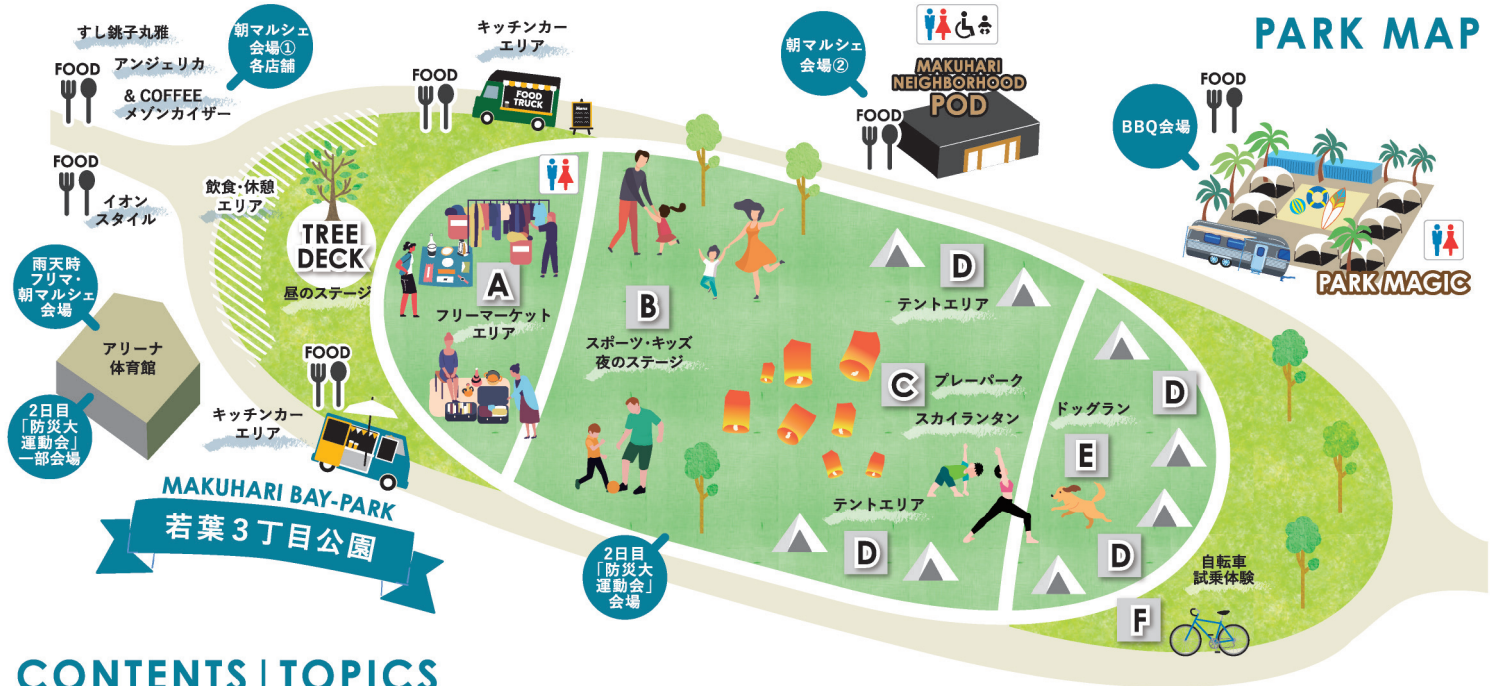 PARK MAP
すし銚子丸雅
FOOD
アンジェリカ
& COFFEE
メゾンカイザー
朝マルシェ
会場①
各店舗
キッチンカー
エリア
FOOD
FOOD
TRUCK
Menu
朝マルシェ
会場②
MAKUHARI
NEIGHBORHOOD
POD
FOOD
FOOD
BBQ会場
PARK MAGIC
FOOD
イオン
スタイル
飲食・休憩
エリア
TREE
DECK
昼のステージ
雨天時
フリマ・
朝マルシェ
会場
アリーナ
体育館
2日目
「防災大
運動会」
一部会場
FOOD
キッチンカー
エリア
MAKUHARI BAY-PARK
若葉3丁目公園
A
フリーマーケット
エリア
B
スポーツ・キッズ
夜のステージ
D
テントエリア
C
プレーパーク
スカイランタン
ドッグラン
D
E
テントエリア
D
D
2日目
「防災大
運動会」
会場
自転車
試乗体験
F
CONTENTS | TOPICS